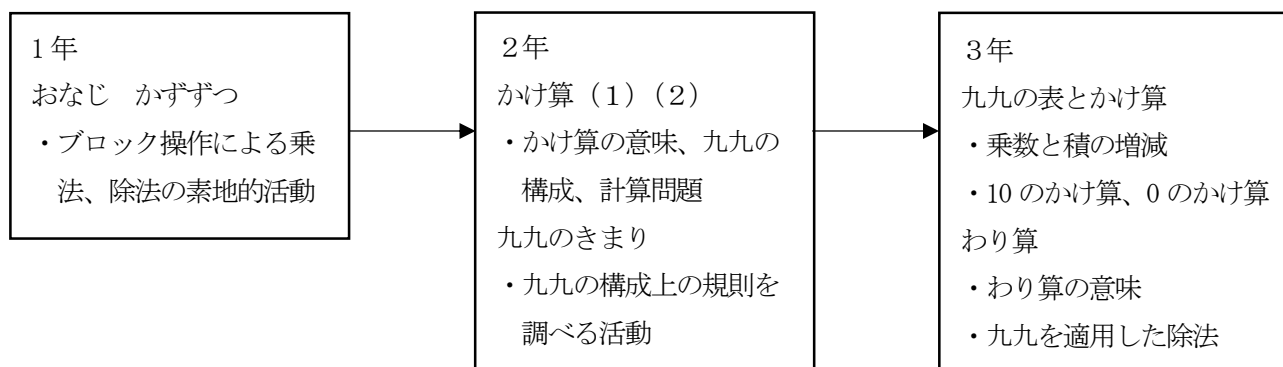 1年
おなじ　かずずつ
・ブロック操作による乗
法、除法の素地的活動
２年
かけ算（１）（２）
・かけ算の意味、九九の
構成、計算問題
九九のきまり
・九九の構成上の規則を
調べる活動
３年
九九の表とかけ算
・乗数と積の増減
・10 のかけ算、0 のかけ算
わり算
・わり算の意味
・九九を適用した除法